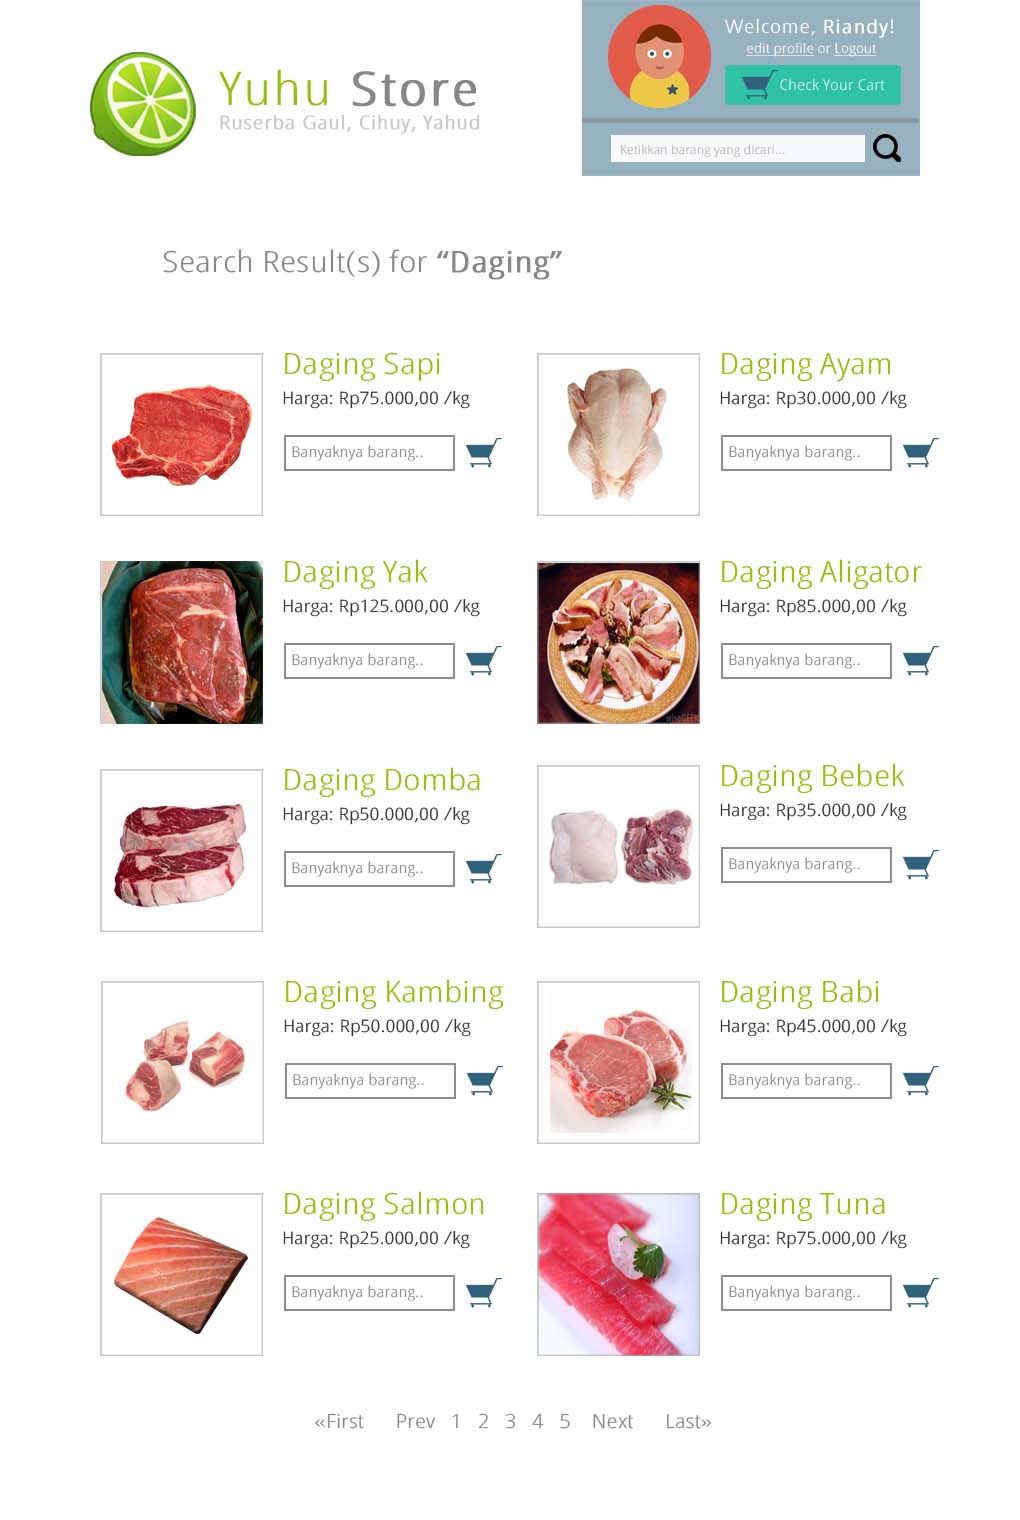 Yuhu Store
Ruserba Gaul, Cihuy, Yahud
Welcome, Riandy!
edit profile or Logout
Check Your Cart
Ketikkan barang yang dicari...
Search Result(s) for “Daging”
Daging Sapi
Harga: Rp75.000,00 /kg
Banyaknya barang..
Daging Ayam
Harga: Rp30.000,00 /kg
Banyaknya barang..
Daging Yak
Harga: Rp125.000,00 /kg
Banyaknya barang..
Daging Aligator
Harga: Rp85.000,00 /kg
Banyaknya barang..
Daging Domba
Harga: Rp50.000,00 /kg
Banyaknya barang..
Daging Bebek
Harga: Rp35.000,00 /kg
Banyaknya barang..
Daging Kambing
Harga: Rp50.000,00 /kg
Banyaknya barang..
Daging Babi
Harga: Rp45.000,00 /kg
Banyaknya barang..
Daging Salmon
Harga: Rp25.000,00 /kg
Banyaknya barang..
Daging Tuna
Harga: Rp75.000,00 /kg
Banyaknya barang..
«First Prev 1 2 3 4 5 Next Last»